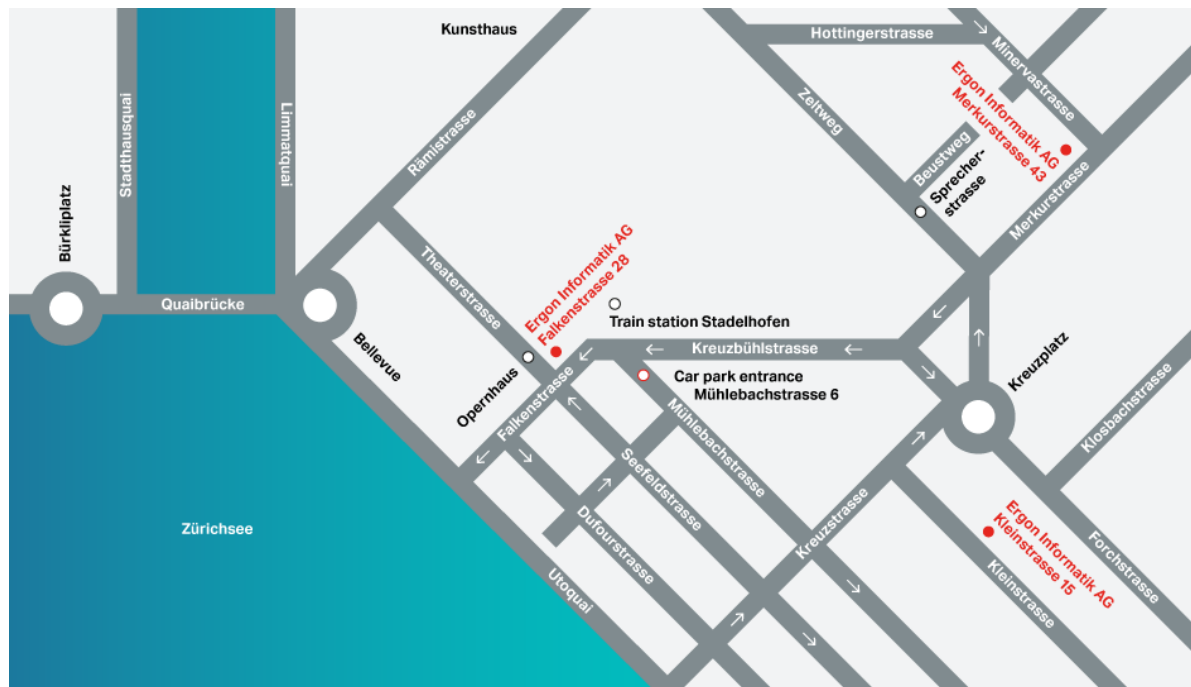 Kunsthaus
Hottingerstrasse
Minervastrasse
Stadthausquai
Limmatquai
Rämistrasse
Zeltweg
Ergon Informatik AG
Merkurstrasse 43
Beustweg
Sprecher-
strasse
Merkurstrasse
Bürkliplatz
Quaibrücke
Theaterstrasse
Ergon Informatik AG
Falkenstrasse 28
Train station Stadelhofen
Bellevue
Kreuzbühlstrasse
Kreuzplatz
Opernhaus
Falkenstrasse
Car park entrance
Mühlebachstrasse 6
Mühlebachstrasse
Klosbachstrasse
Seefeldstrasse
Dufourstrasse
Kreuzstrasse
Zürichsee
Utoquai
Ergon Informatik AG
Kleinstrasse 15
Kleinstrasse
Forchstrasse